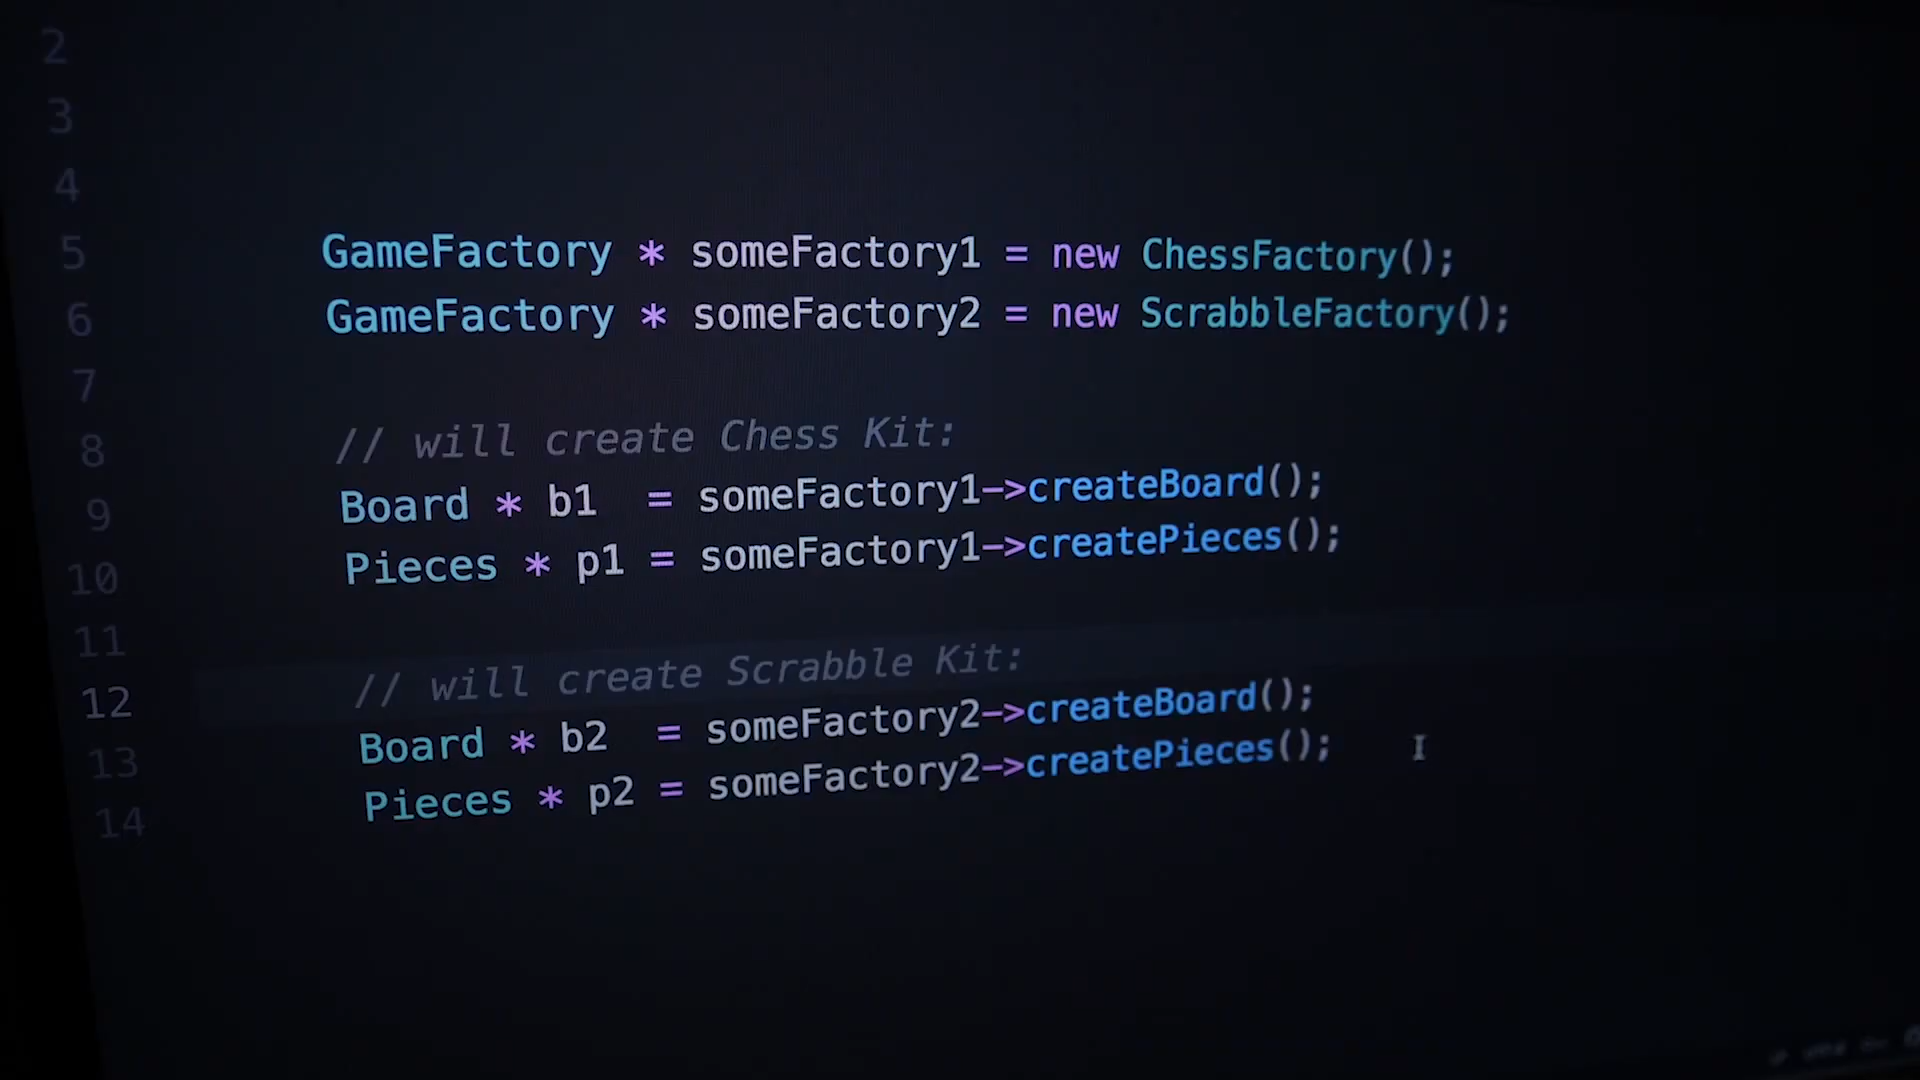 2
3
4
5 GameFactory * someFactory1 = new ChessFactory();
6 GameFactory * someFactory2 = new ScrabbleFactory();
7
8 // will create Chess Kit:
9 Board * b1  = someFactory1->createBoard();
10 Pieces * p1 = someFactory1->createPieces();
11
12 // will create Scrabble Kit:
13 Board * b2  = someFactory2->createBoard();
14 Pieces * p2 = someFactory2->createPieces();